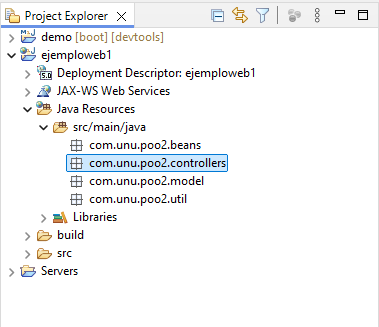 Project Explorer
demo [boot] [devtools]
ejemploweb1
Deployment Descriptor: ejemploweb1
JAX-WS Web Services
Java Resources
src/main/java
com.unu.poo2.beans
com.unu.poo2.controllers
com.unu.poo2.model
com.unu.poo2.util
Libraries
build
src
Servers